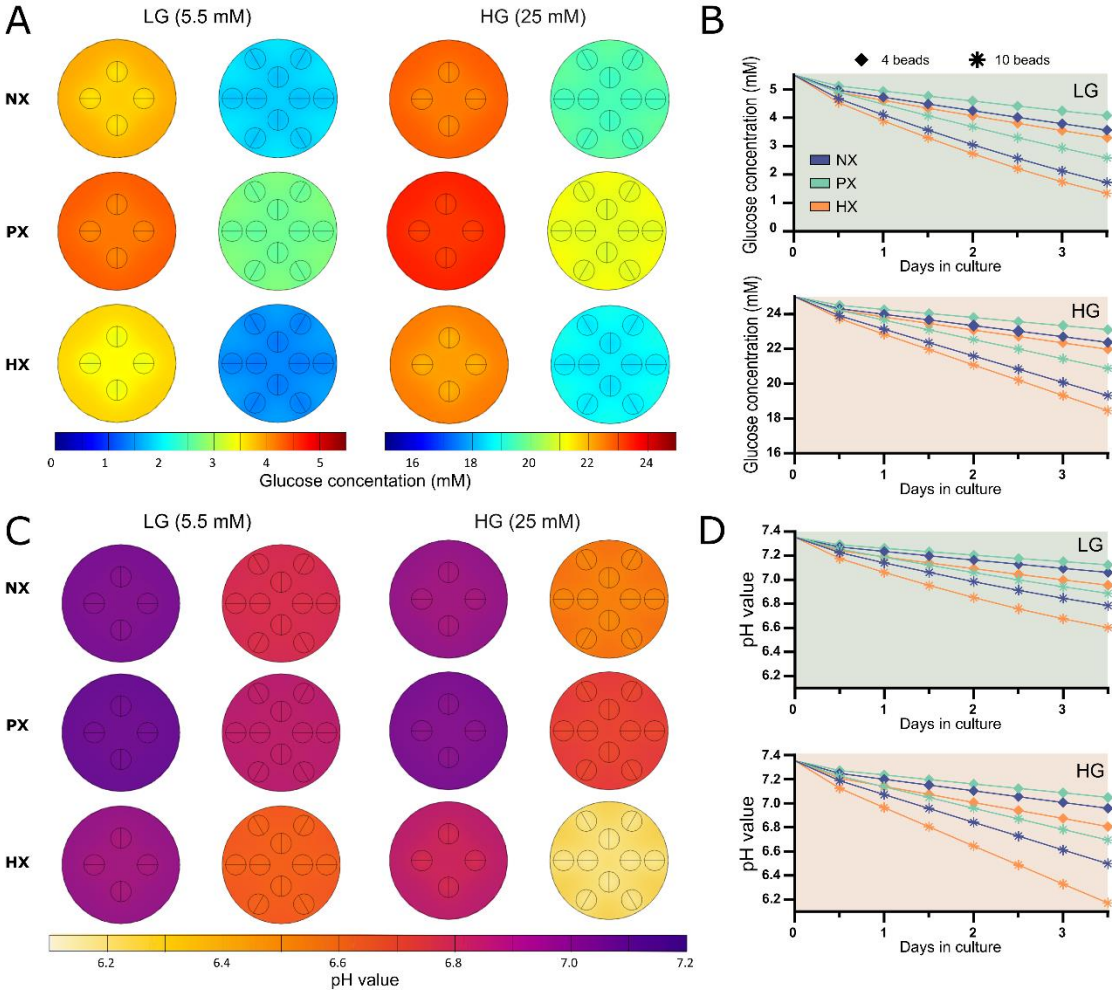 A
LG (5.5 mM)
HG (25 mM)
NX
PX
HX
0 1 2 3 4 5
16 18 20 22 24
Glucose concentation (mM)
B
4 beads
10 beads
LG
NX
PX
HX
Glucose concentration (mM)
5
4
3
2
1
0
0 1 2 3
Days in culture
HG
Glucose concentration (mM)
24
22
20
18
16
0 1 2 3
Days in culture
C
LG (5.5 mM)
HG (25 mM)
NX
PX
HX
6.2 6.4 6.6 6.8 7.0 7.2
pH value
D
LG
pH value
7.4
7.2
7.0
6.8
6.6
6.4
6.2
0 1 2 3
Days in culture
HG
pH value
7.4
7.2
7.0
6.8
6.6
6.4
6.2
0 1 2 3
Days in culture